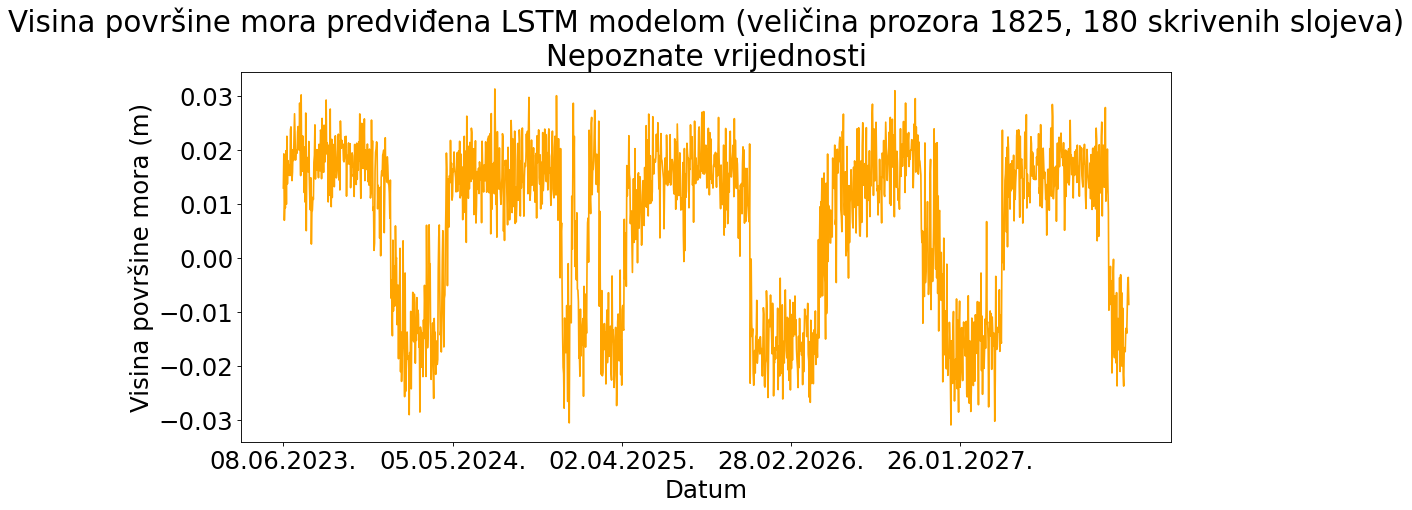 Visina površine mora predviđena LSTM modelom (veličina prozora 1825, 180 skrivenih slojeva)
Nepoznate vrijednosti
Visina površine mora (m)
0.03
0.02
0.01
0.00
−0.01
−0.02
−0.03
08.06.2023. 05.05.2024. 02.04.2025. 28.02.2026. 26.01.2027.
Datum